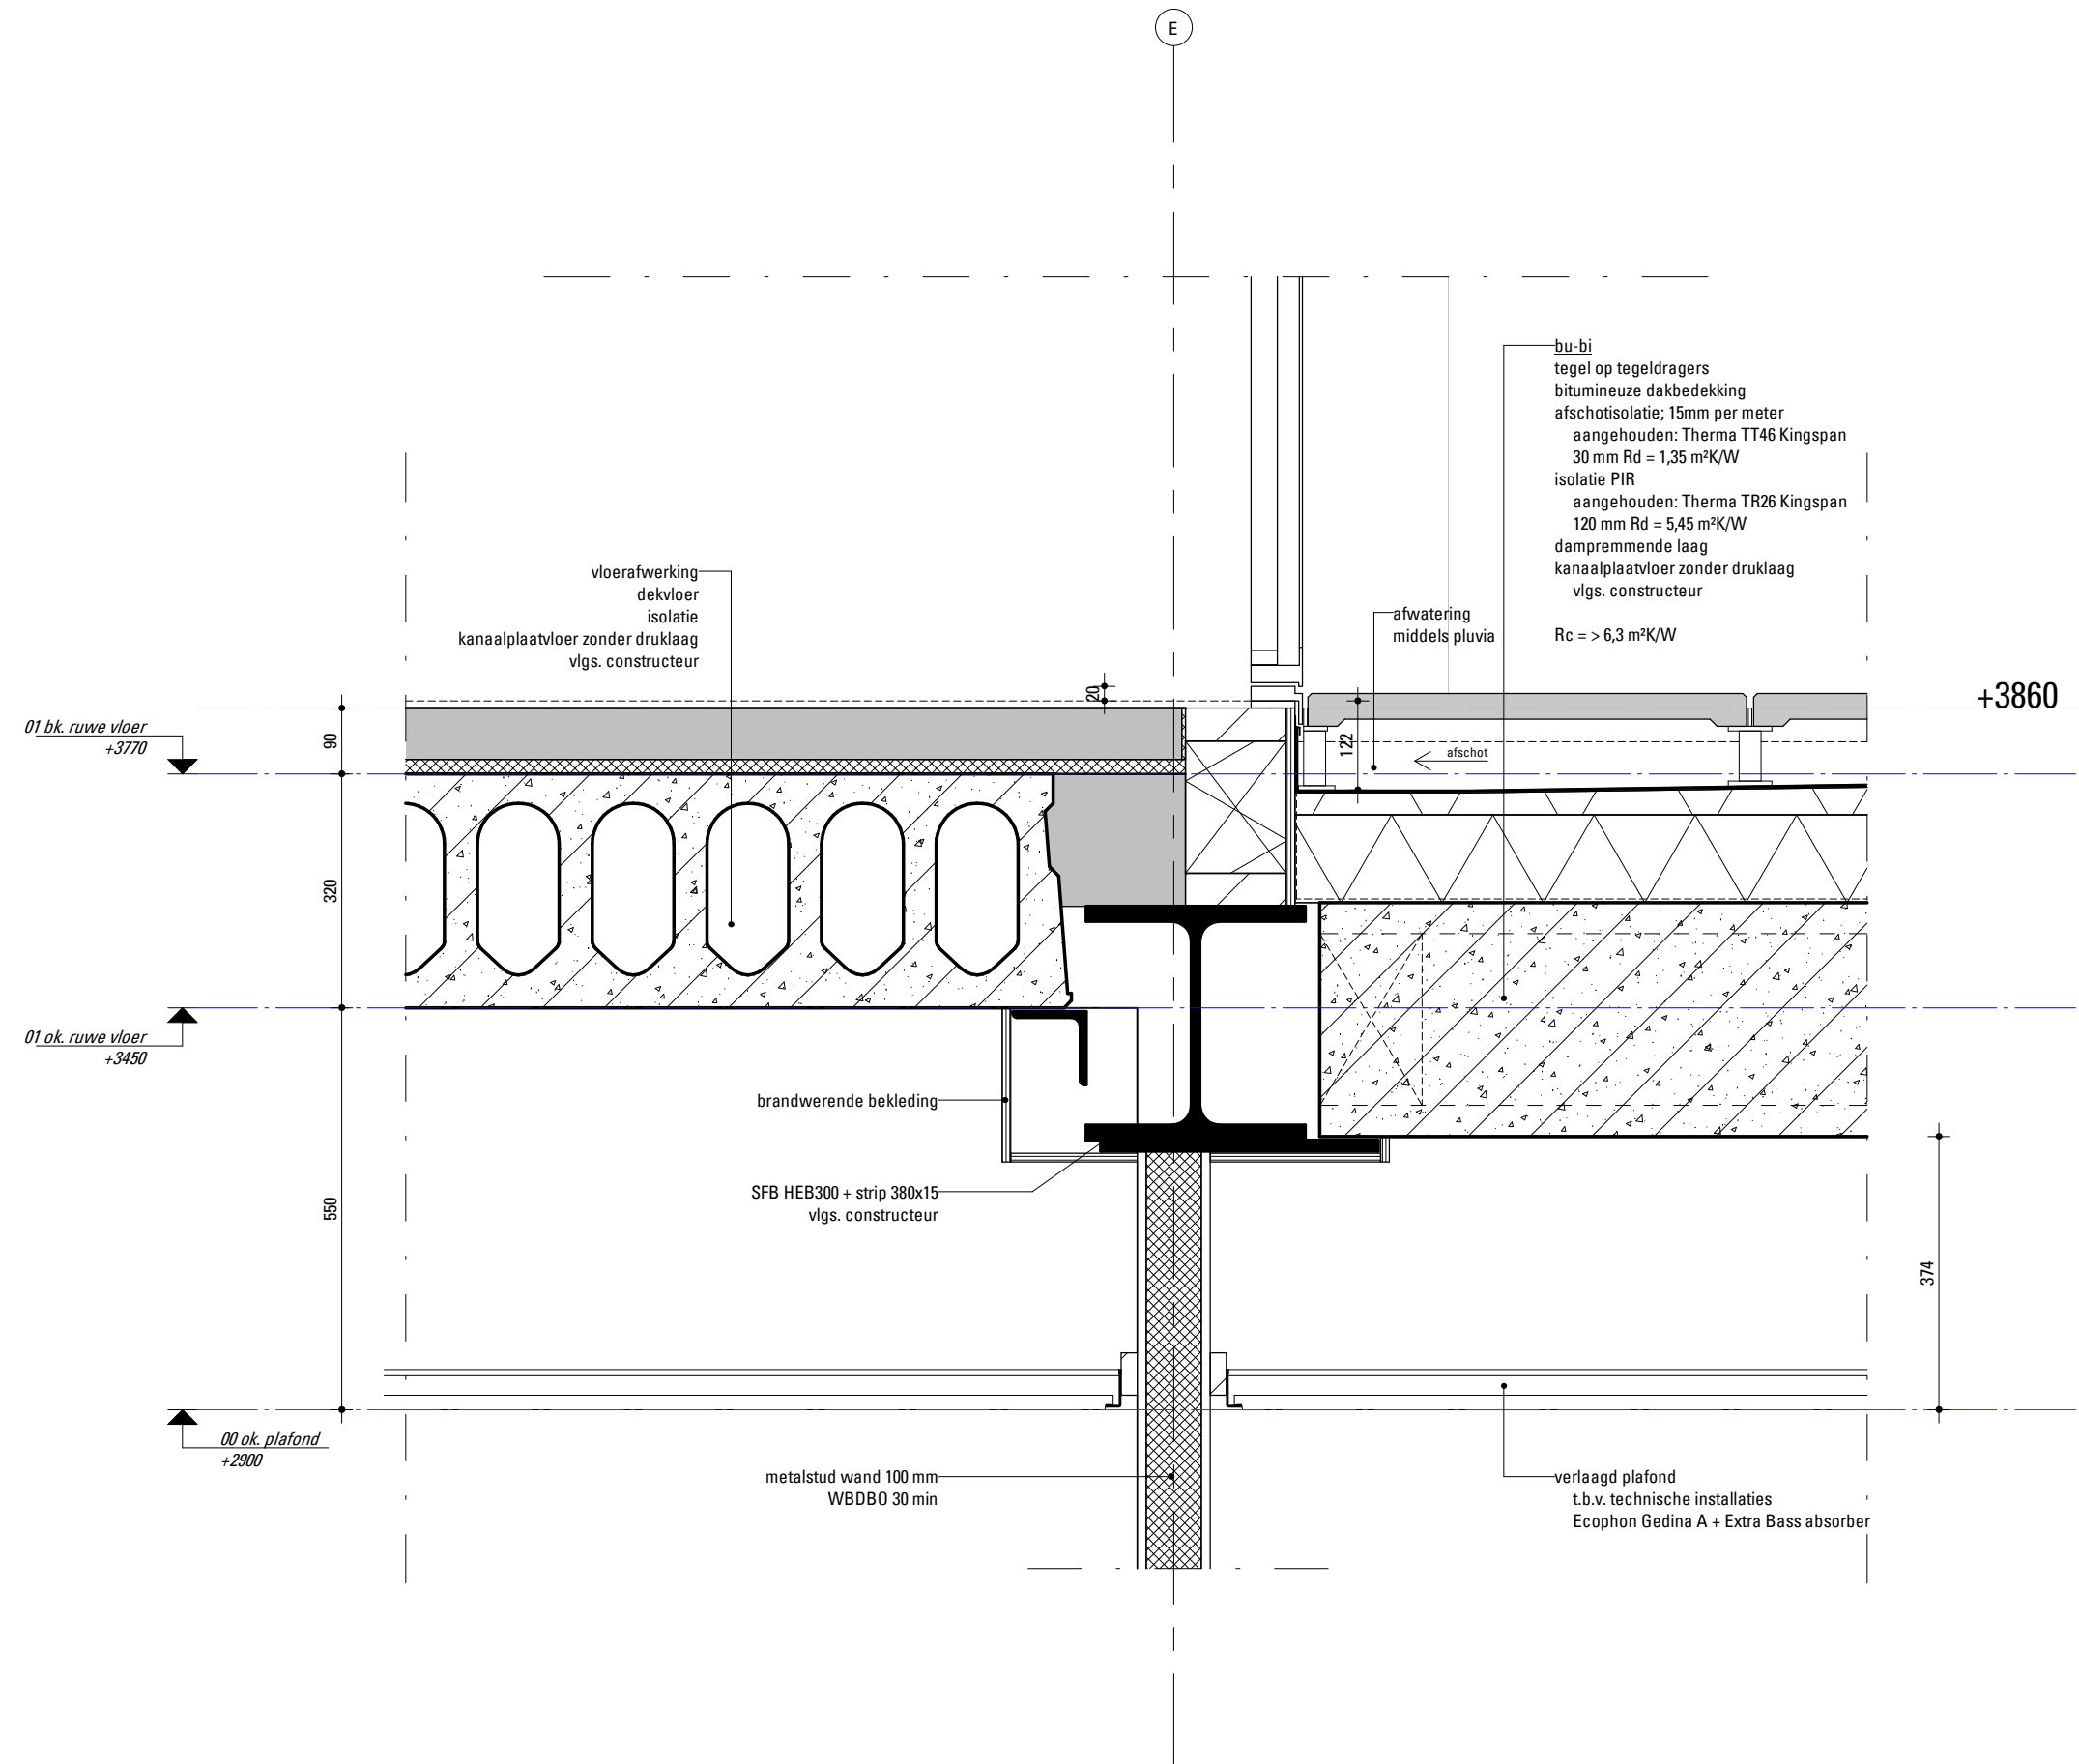 E
bu-bi
tegel op tegeldragers
bitumineuze dakbedekking
afschotisolatie; 15mm per meter
aangehouden: Therma TT46 Kingspan
30 mm Rd = 1,35 m²K/W
isolatie PIR
aangehouden: Therma TR26 Kingspan
120 mm Rd = 5,45 m²K/W
dampremmende laag
kanaalplaatvloer zonder druklaag
vlgs. constructeur
Rc = > 6,3 m²K/W
vloerafwerking
dekvloer
isolatie
kanaalplaatvloer zonder druklaag
vlgs. constructeur
afwatering
middels pluvia
20
+3860
01 bk. ruwe vloer
+3770
90
122
afschot
320
01 ok. ruwe vloer
+3450
brandwerende bekleding
SFB HEB300 + strip 380x15
vlgs. constructeur
550
374
00 ok. plafond
+2900
metalstud wand 100 mm
WBDBO 30 min
verlaagd plafond
t.b.v. technische installaties
Ecophon Gedina A + Extra Bass absorber